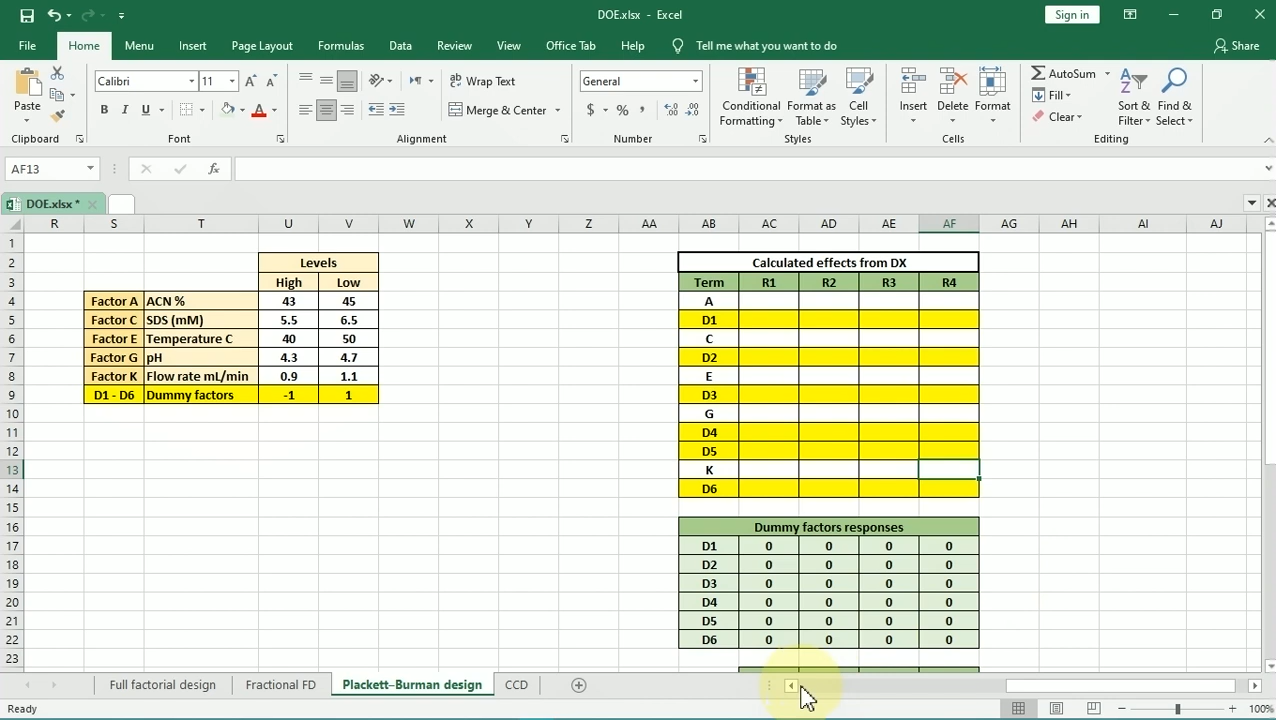 DOE.xlsx - Excel
Sign in
File Home Menu Insert Page Layout Formulas Data Review View Office Tab Help Tell me what you want to do Share
Paste
Calibri 11
B I U
Wrap Text
Merge & Center
General
$ % ,
Conditional Formatting
Format as Table
Cell Styles
Insert Delete Format
AutoSum
Fill
Clear
Sort & Filter
Find & Select
Clipboard Font Alignment Number Styles Cells Editing
AF13 fx
DOE.xlsx *
R S T U V W X Y Z AA AB AC AD AE AF AG AH AI AJ
1
2 Levels Calculated effects from DX
3 High Low Term R1 R2 R3 R4
4 Factor A ACN % 43 45 A
5 Factor C SDS (mM) 5.5 6.5 D1
6 Factor E Temperature C 40 50 C
7 Factor G pH 4.3 4.7 D2
8 Factor K Flow rate mL/min 0.9 1.1 E
9 D1 - D6 Dummy factors -1 1 D3
10 G
11 D4
12 D5
13 K
14 D6
15
16 Dummy factors responses
17 D1 0 0 0 0
18 D2 0 0 0 0
19 D3 0 0 0 0
20 D4 0 0 0 0
21 D5 0 0 0 0
22 D6 0 0 0 0
23
Full factorial design Fractional FD Plackett–Burman design CCD
Ready 100%